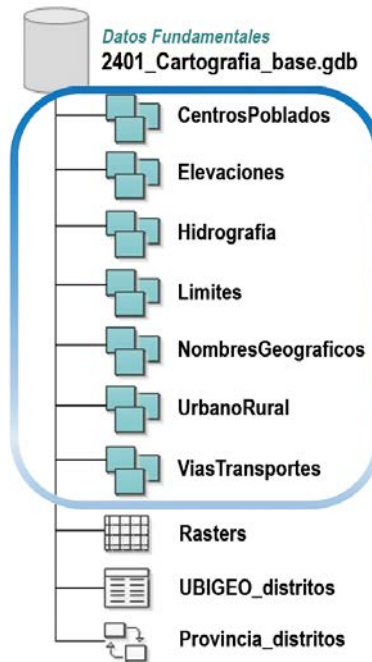 Datos Fundamentales
2401_Cartografia_base.gdb
CentrosPoblados
Elevaciones
Hidrografia
Limites
NombresGeograficos
UrbanoRural
ViasTransportes
Rasters
UBIGEO_distritos
Provincia_distritos